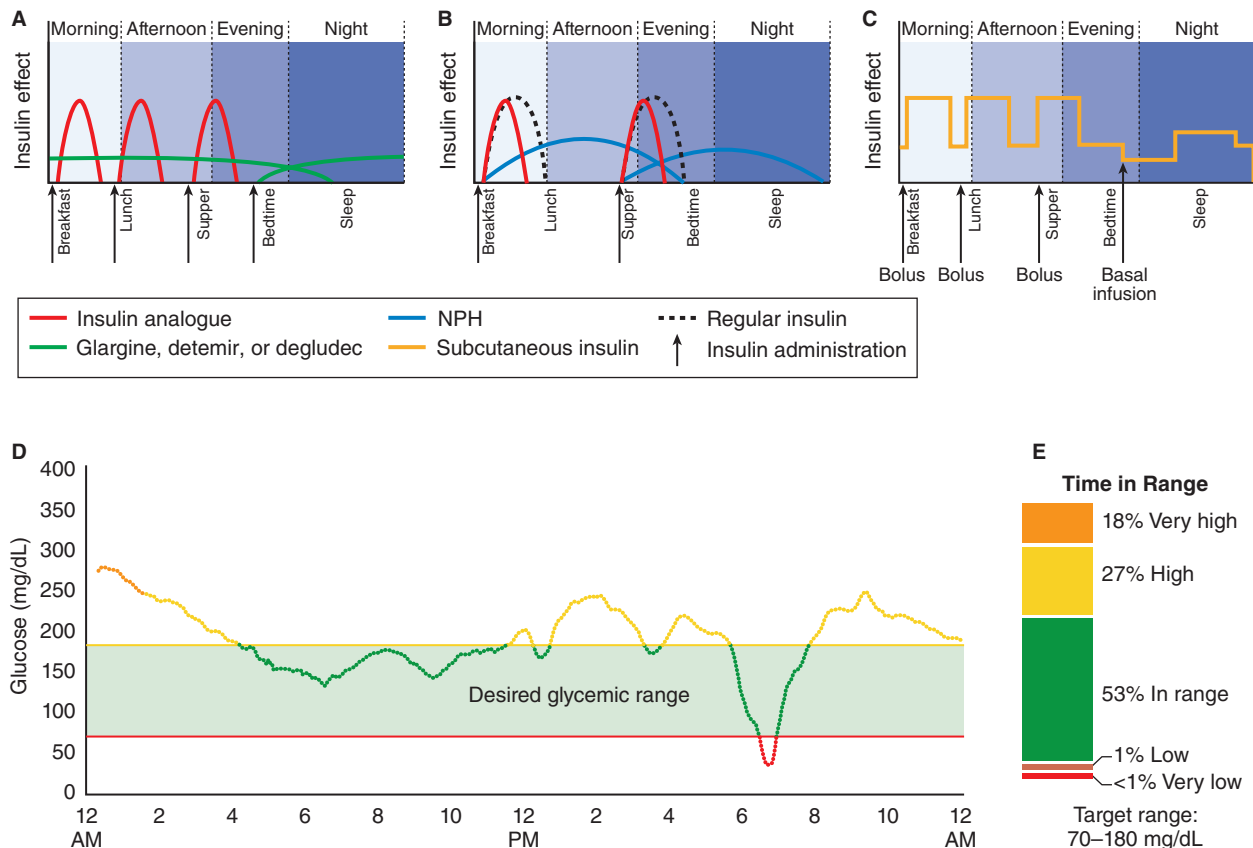 A
Morning Afternoon Evening Night
Insulin effect
Breakfast
Lunch
Supper
Bedtime
Sleep
B
Morning Afternoon Evening Night
Insulin effect
Breakfast
Lunch
Supper
Bedtime
Sleep
C
Morning Afternoon Evening Night
Insulin effect
Breakfast
Lunch
Supper
Bedtime
Sleep
Bolus Bolus Bolus Basal
infusion
Insulin analogue NPH Regular insulin
Glargine, detemir, or degludec Subcutaneous insulin Insulin administration
D
Glucose (mg/dL)
400
350
300
250
200
150
100
50
0
Desired glycemic range
12 2 4 6 8 10 12 2 4 6 8 10 12
AM PM AM
E
Time in Range
18% Very high
27% High
53% In range
1% Low
<1% Very low
Target range:
70–180 mg/dL